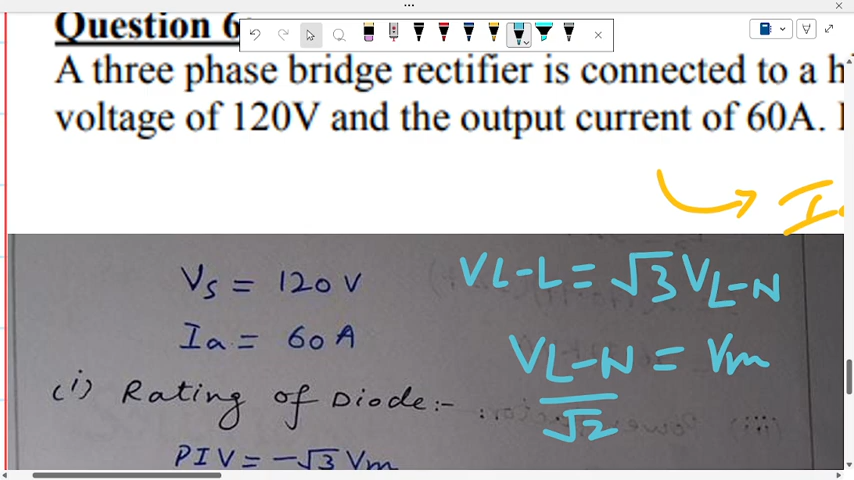 Question 6
A three phase bridge rectifier is connected to a h
voltage of 120V and the output current of 60A.
Vs = 120 V
Ia = 60 A
VL-L = √3 VL-N
VL-N/√2 = Vm
(i) Rating of Diode:-
PIV = -√3 Vm